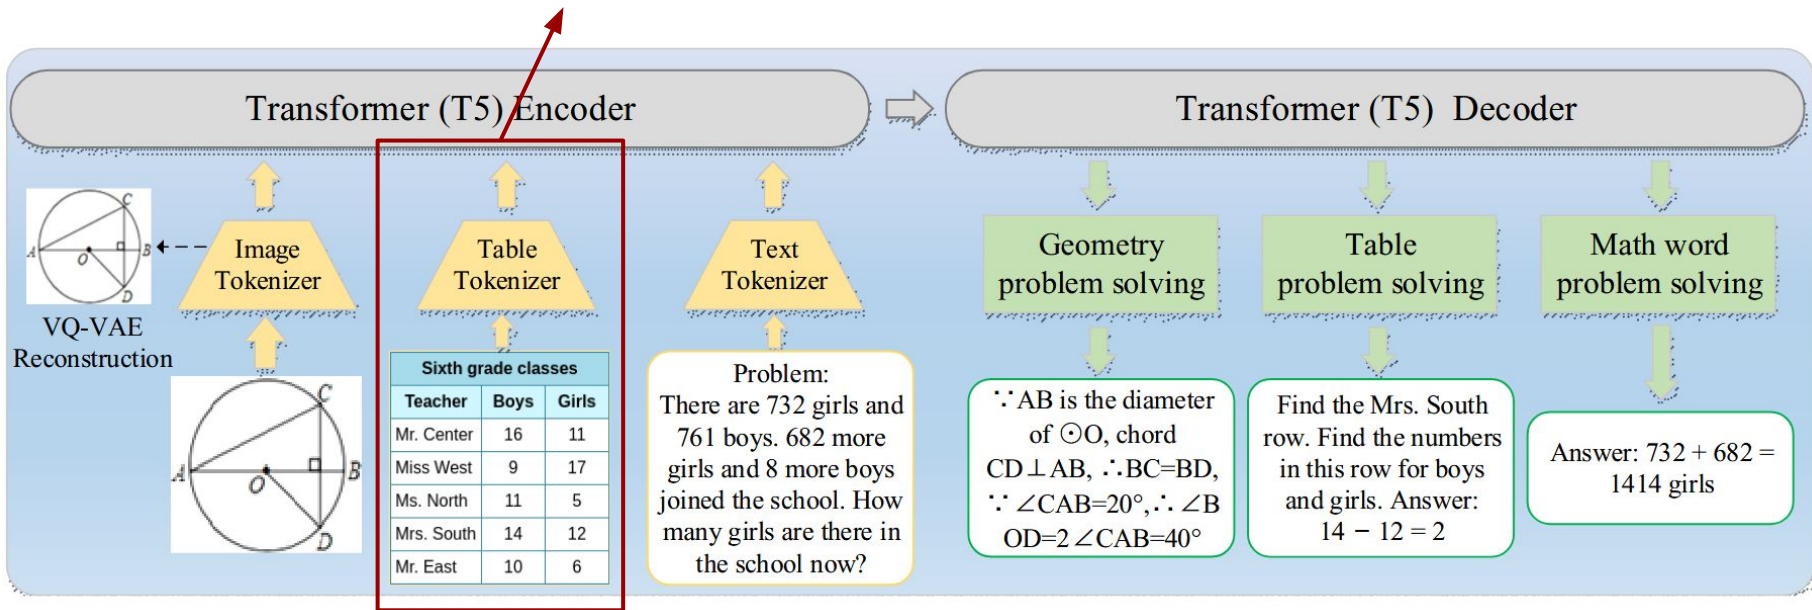 Transformer (T5) Encoder
Transformer (T5) Decoder
C
A
O
B
D
VQ-VAE
Reconstruction
Image
Tokenizer
Table
Tokenizer
Text
Tokenizer
Geometry
problem solving
Table
problem solving
Math word
problem solving
C
A
O
B
D
Sixth grade classes
Teacher Boys Girls
Mr. Center 16 11
Miss West 9 17
Ms. North 11 5
Mrs. South 14 12
Mr. East 10 6
Problem:
There are 732 girls and
761 boys. 682 more
girls and 8 more boys
joined the school. How
many girls are there in
the school now?
∵AB is the diameter
of ⊙O, chord
CD⊥AB, ∴BC=BD,
∵∠CAB=20°,∴∠B
OD=2∠CAB=40°
Find the Mrs. South
row. Find the numbers
in this row for boys
and girls. Answer:
14 − 12 = 2
Answer: 732 + 682 =
1414 girls